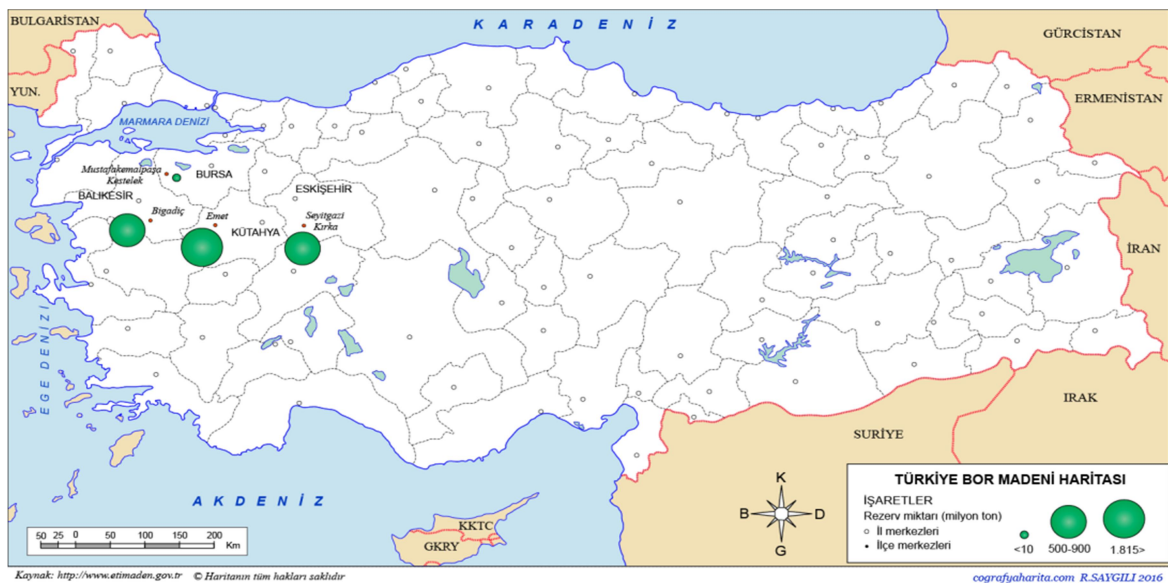 BULGARİSTAN
K A R A D E N İ Z
GÜRCİSTAN
YUN.
ERMENİSTAN
MARMARA DENİZİ
Mustafakemalpaşa
Kestelek
BURSA
BALIKESİR
ESKİŞEHİR
Bigadiç
Emet
Seyitgazi
Kırka
KÜTAHYA
İRAN
EGE DENİZİ
IRAK
SURİYE
A K D E N İ Z
KKTC
GKRY
K
B
D
G
TÜRKİYE BOR MADENİ HARİTASI
İŞARETLER
Rezerv miktarı (milyon ton)
İl merkezleri
İlçe merkezleri
<10 500-900 1.815>
50 25 0 50 100 150 200
Km
Kaynak: http://www.etimaden.gov.tr © Haritanın tüm hakları saklıdır
cografyaharita.com R.SAYGILI 2016